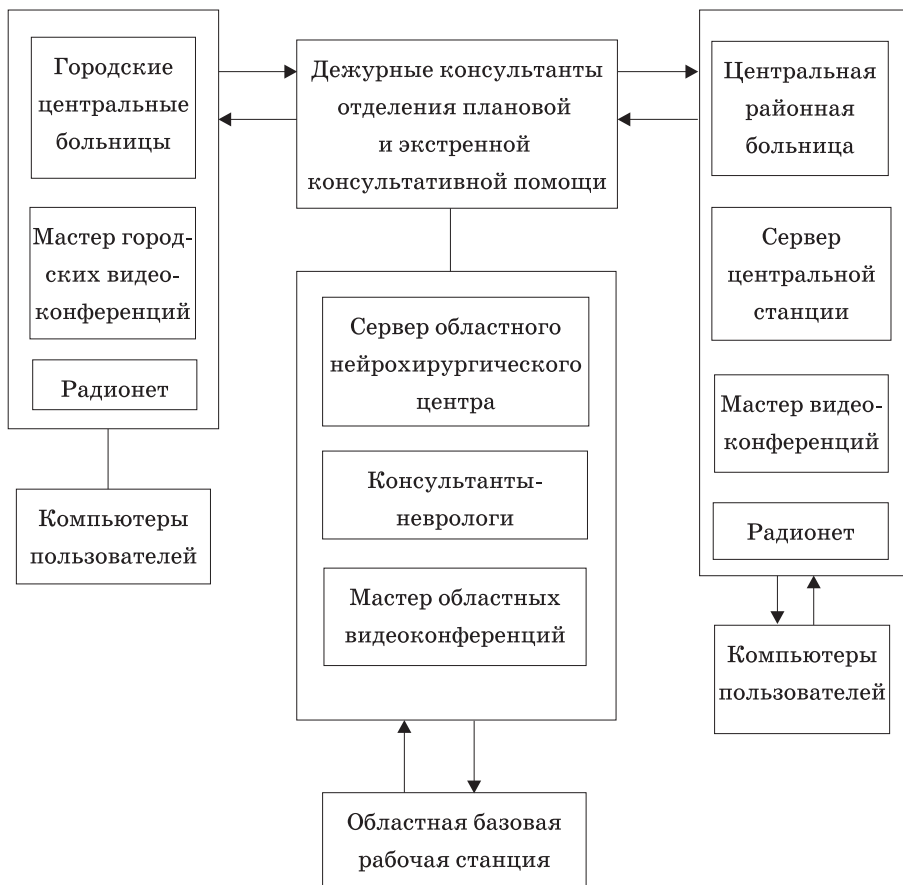 Городские
центральные
больницы
Мастер город-
ских видео-
конференций
Радионет
Компьютеры
пользователей
Дежурные консультанты
отделения плановой
и экстренной
консультативной помощи
Сервер областного
нейрохирургического
центра
Консультанты-
неврологи
Мастер областных
видеоконференций
Областная базовая
рабочая станция
Центральная
районная
больница
Сервер
центральной
станции
Мастер видео-
конференций
Радионет
Компьютеры
пользователей